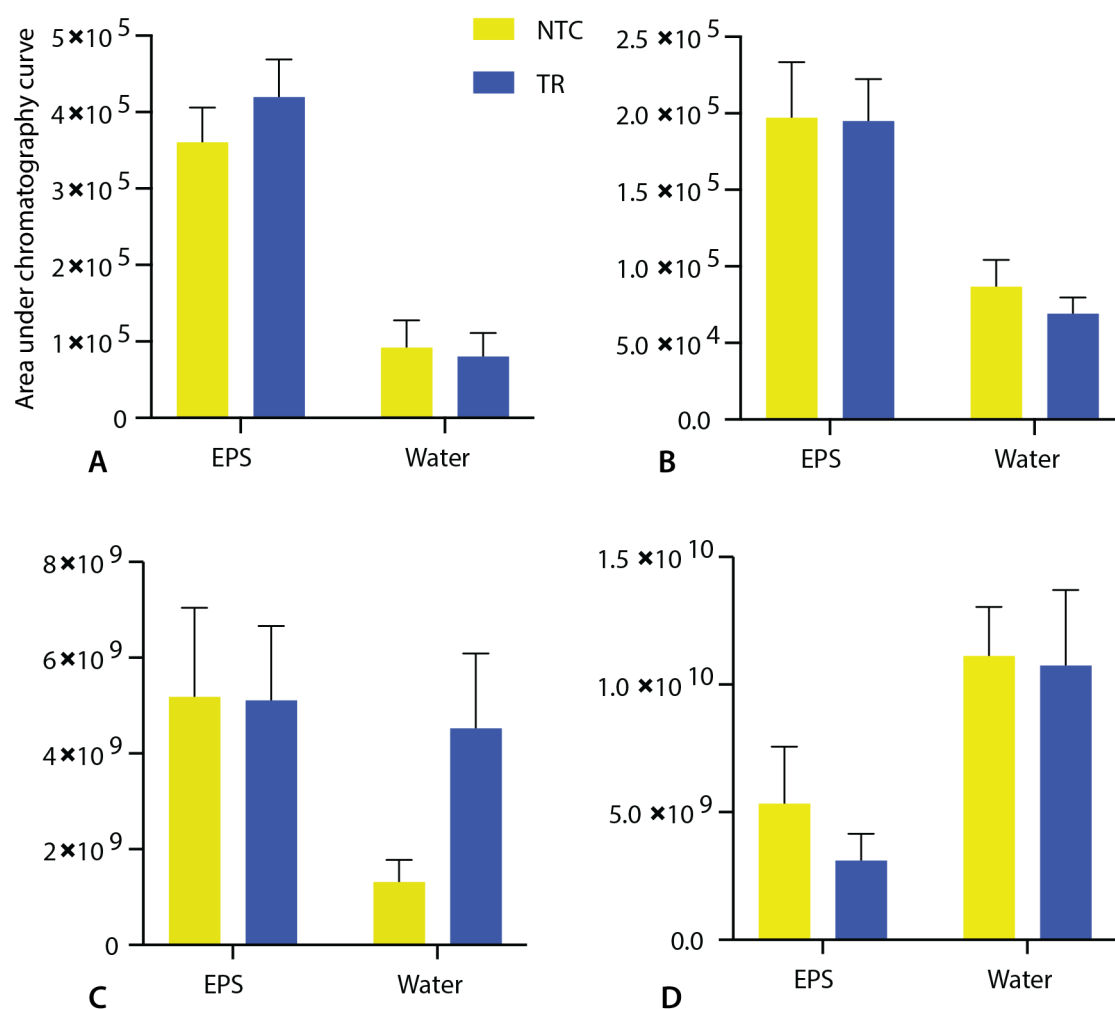 Area under chromatography curve
NTC
TR
5×10 5
4×10 5
3×10 5
2×10 5
1×10 5
0
EPS
Water
A
2.5 ×10 5
2.0 ×10 5
1.5 ×10 5
1.0 ×10 5
5.0 ×10 4
0.0
EPS
Water
B
8×10 9
6×10 9
4×10 9
2×10 9
0
EPS
Water
C
1.5 ×10 10
1.0 ×10 10
5.0 ×10 9
0.0
EPS
Water
D